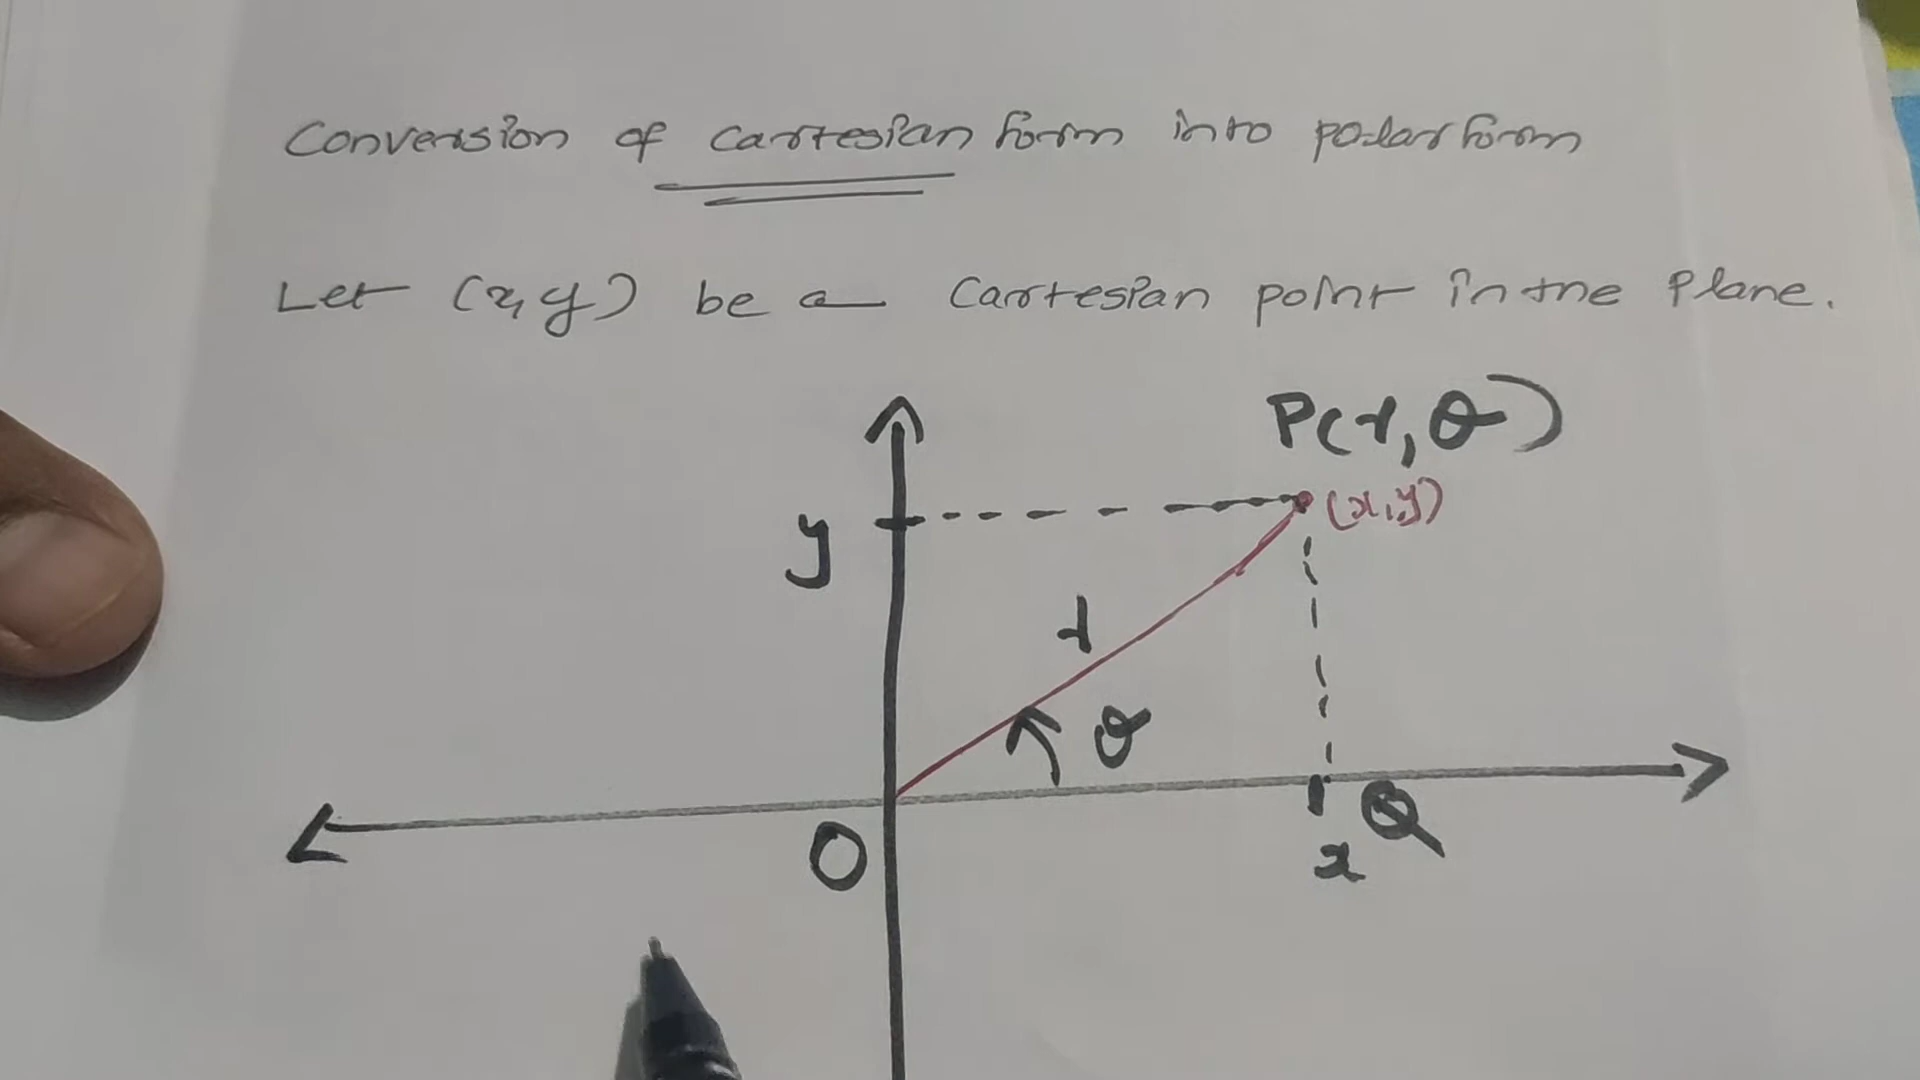 Conversion of Cartesian form into polar form
Let (x, y) be a Cartesian point in the plane.
P(r, θ)
(x, y)
y
r
θ
O
Q
x